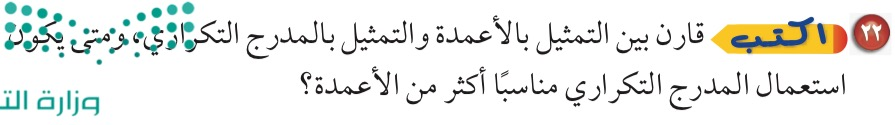 ٢٢ اكتب قارن بين التمثيل بالأعمدة والتمثيل بالمدرج التكراري، ومتى يكون
استعمال المدرج التكراري مناسبًا أكثر من الأعمدة؟
وزارة الت